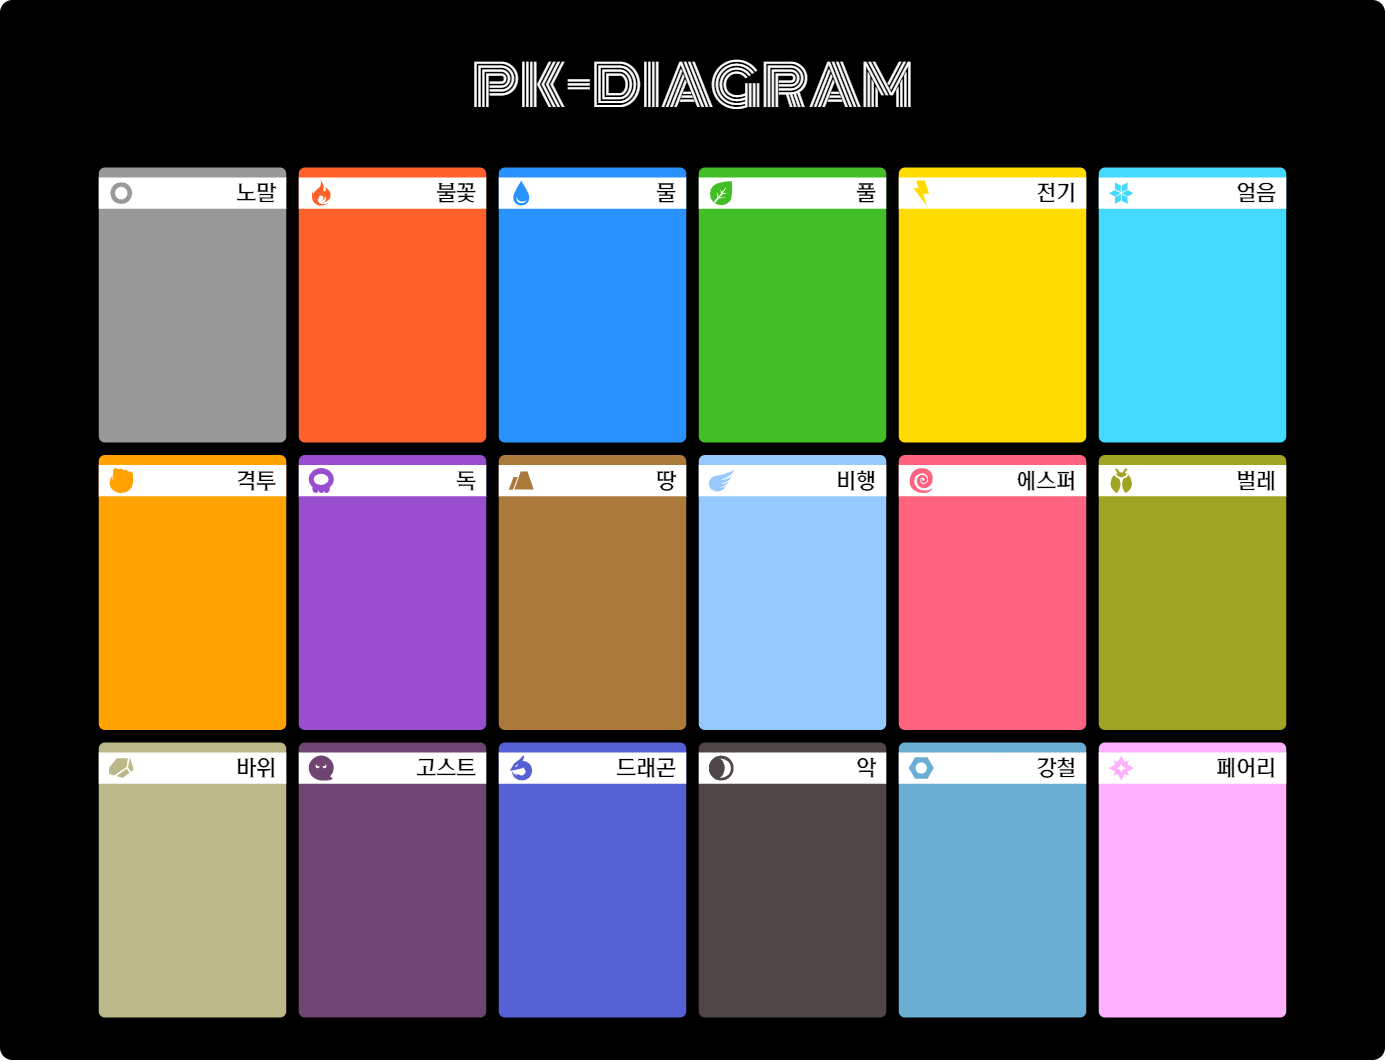 PK-DIAGRAM
노말
불꽃
물
풀
전기
얼음
격투
독
땅
비행
에스퍼
벌레
바위
고스트
드래곤
악
강철
페어리